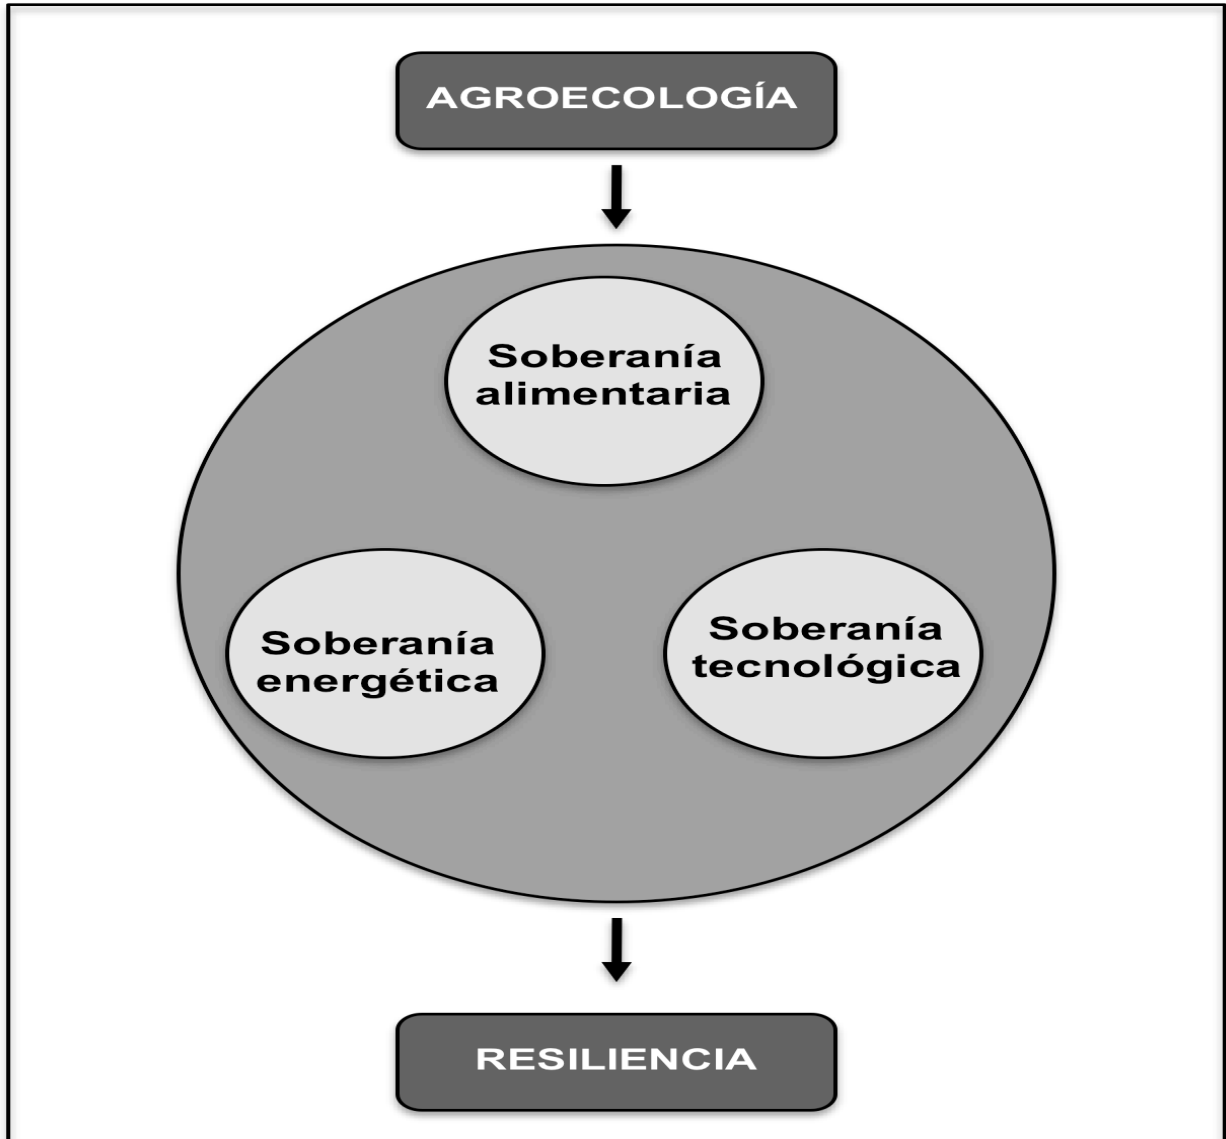 AGROECOLOGÍA
Soberanía
alimentaria
Soberanía
energética
Soberanía
tecnológica
RESILIENCIA